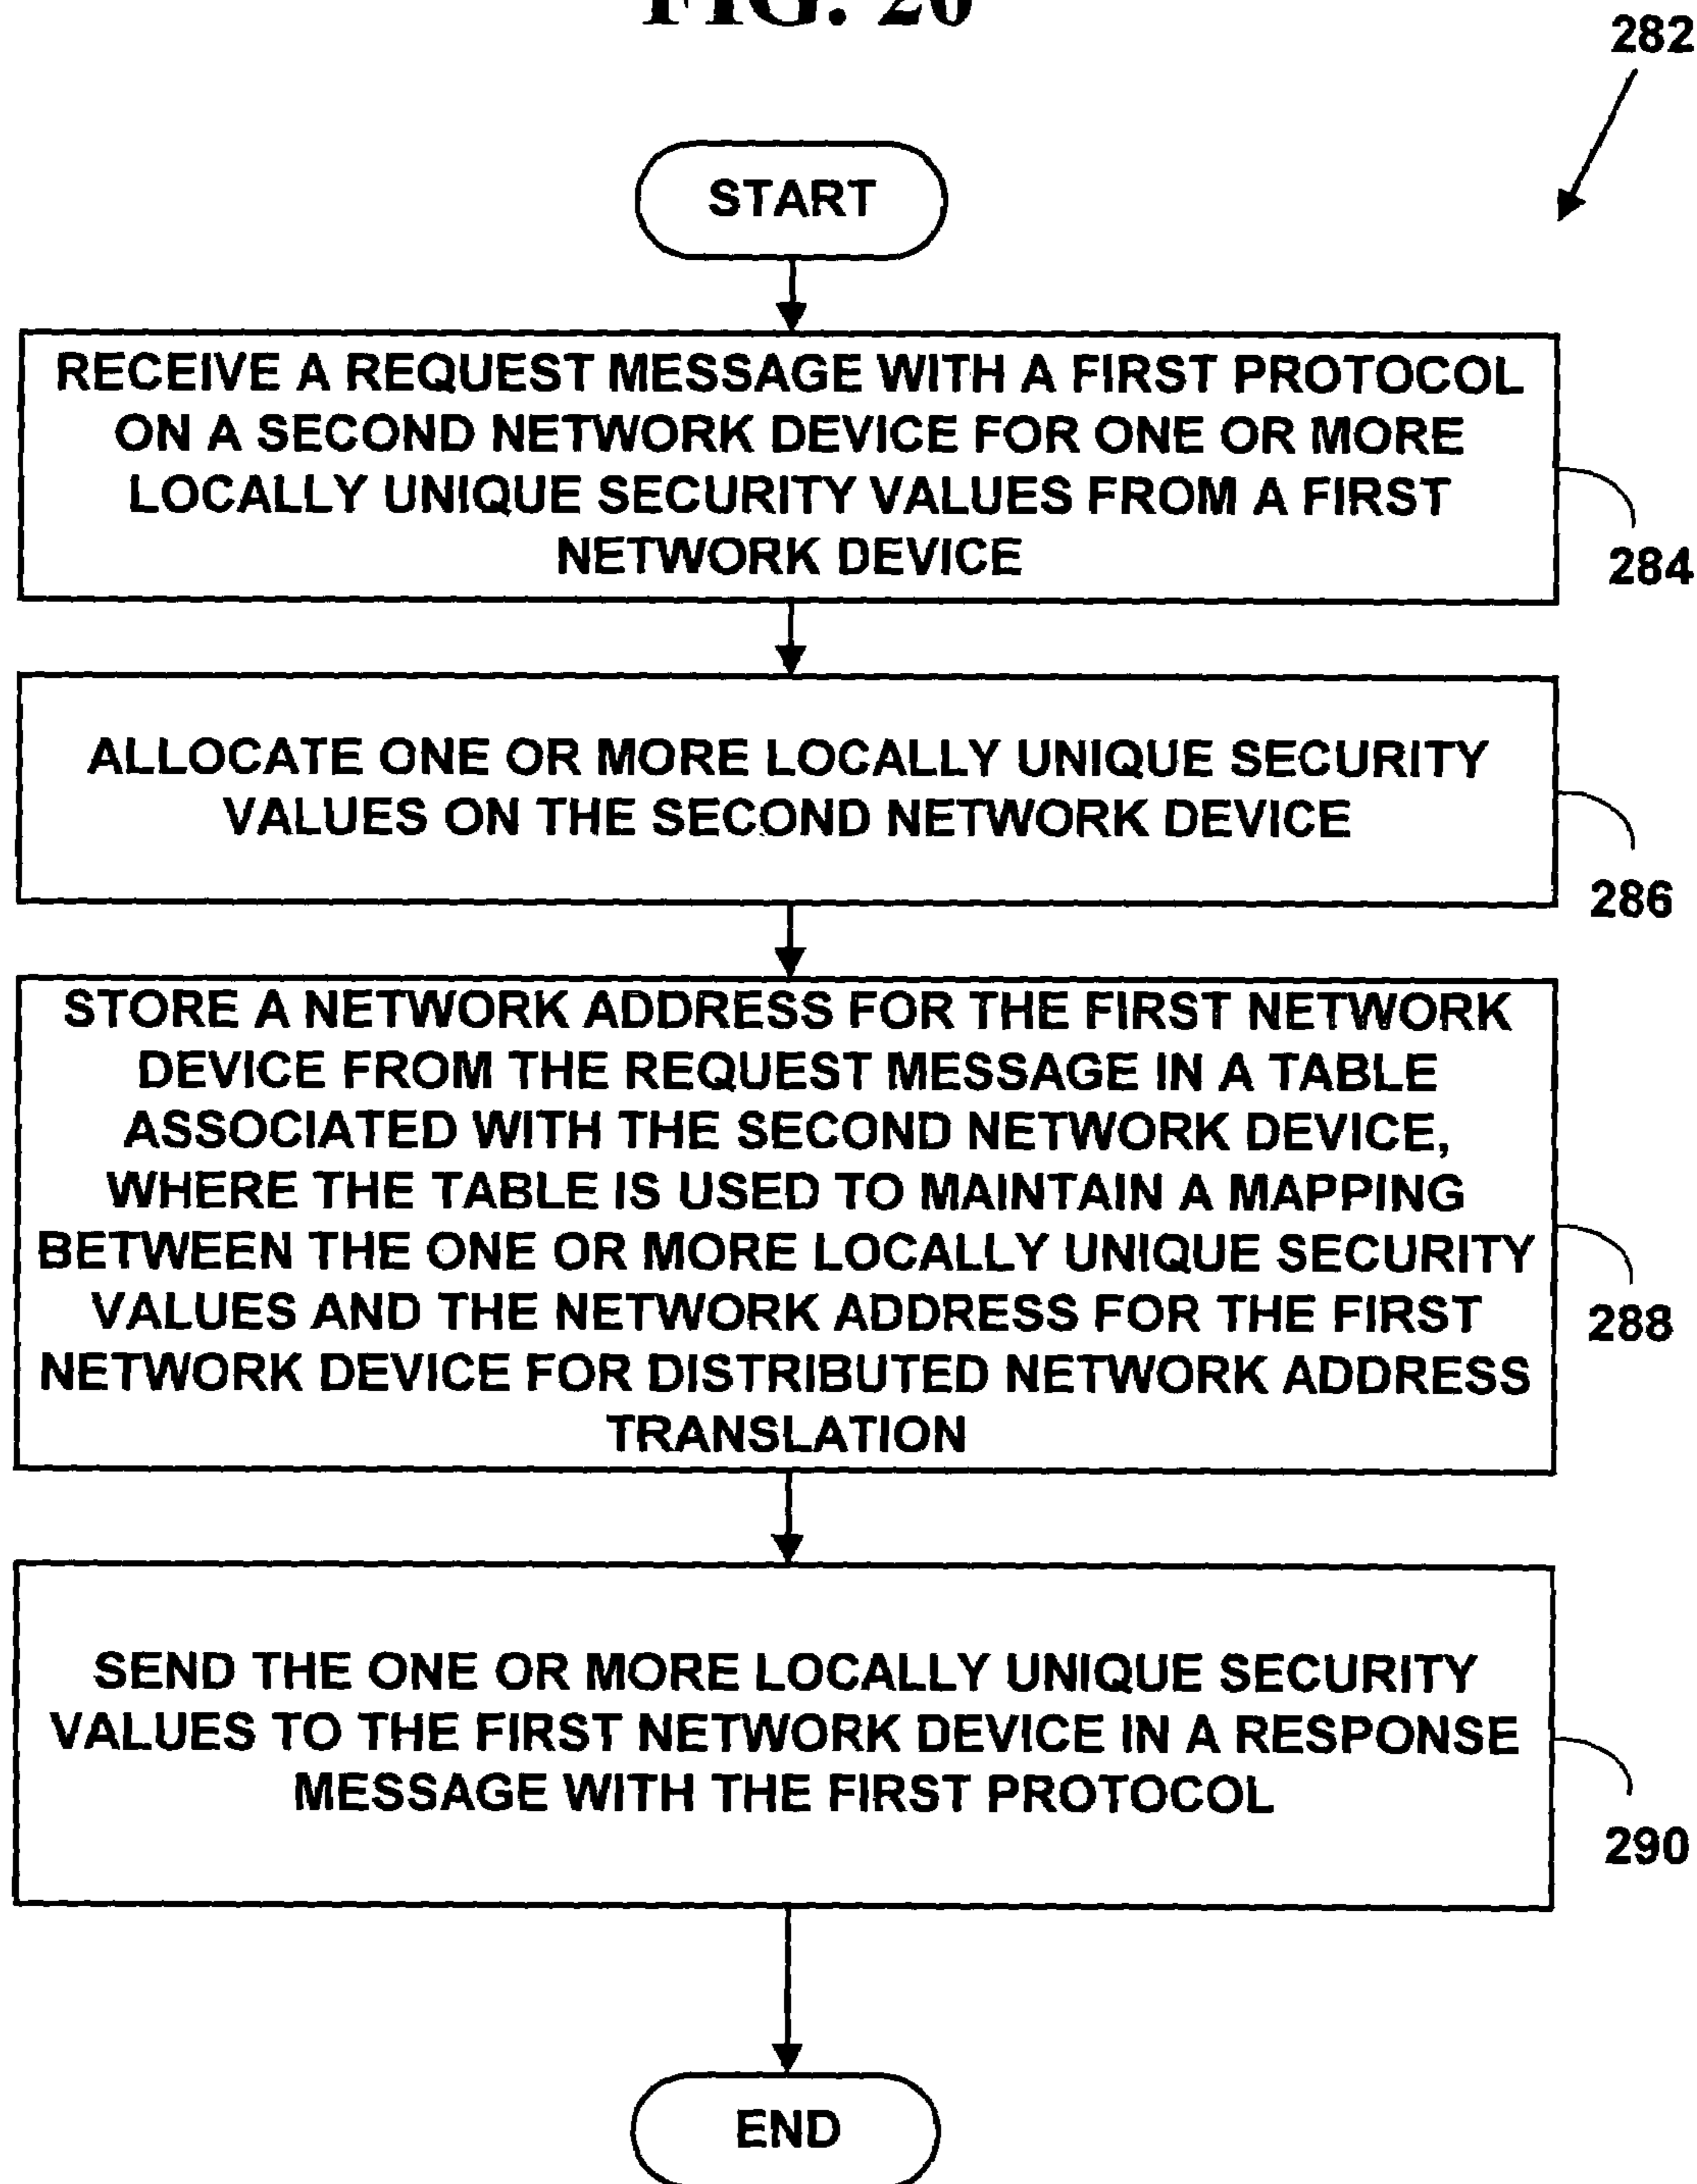 FIG. 20
282
START
RECEIVE A REQUEST MESSAGE WITH A FIRST PROTOCOL
ON A SECOND NETWORK DEVICE FOR ONE OR MORE
LOCALLY UNIQUE SECURITY VALUES FROM A FIRST
NETWORK DEVICE
284
ALLOCATE ONE OR MORE LOCALLY UNIQUE SECURITY
VALUES ON THE SECOND NETWORK DEVICE
286
STORE A NETWORK ADDRESS FOR THE FIRST NETWORK
DEVICE FROM THE REQUEST MESSAGE IN A TABLE
ASSOCIATED WITH THE SECOND NETWORK DEVICE,
WHERE THE TABLE IS USED TO MAINTAIN A MAPPING
BETWEEN THE ONE OR MORE LOCALLY UNIQUE SECURITY
VALUES AND THE NETWORK ADDRESS FOR THE FIRST
NETWORK DEVICE FOR DISTRIBUTED NETWORK ADDRESS
TRANSLATION
288
SEND THE ONE OR MORE LOCALLY UNIQUE SECURITY
VALUES TO THE FIRST NETWORK DEVICE IN A RESPONSE
MESSAGE WITH THE FIRST PROTOCOL
290
END